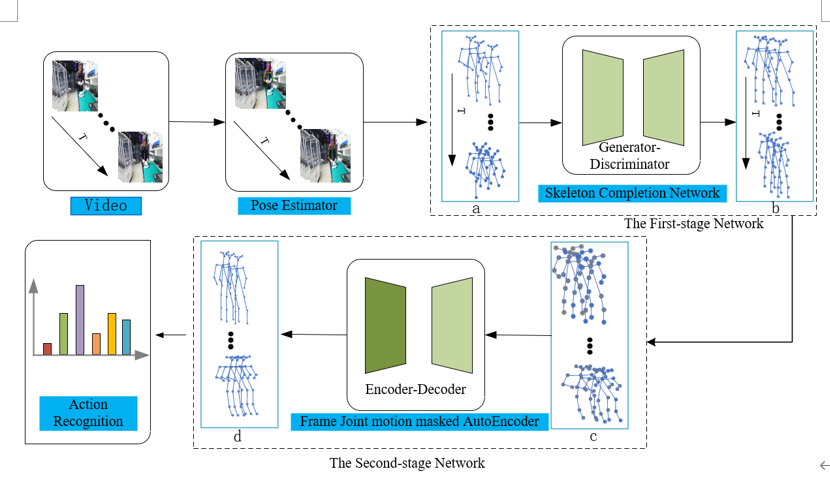 T
T
T
T
Generator-
Discriminator
Video
Pose Estimator
Skeleton Completion Network
a
b
The First-stage Network
Encoder-Decoder
Action
Recognition
Frame Joint motion masked AutoEncoder
d
c
The Second-stage Network